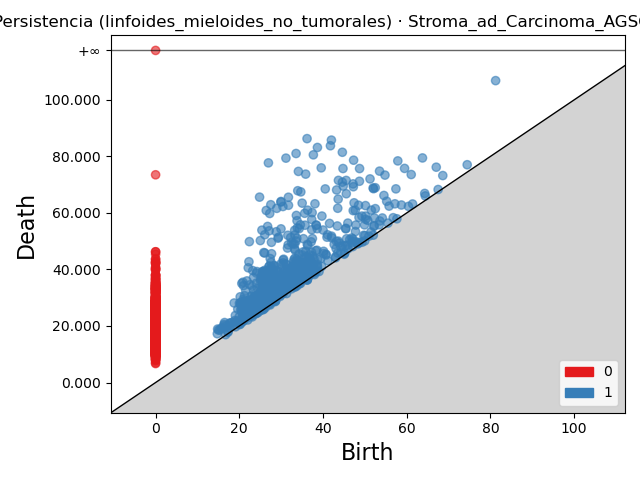 Persistencia (linfoides_mieloides_no_tumorales) · Stroma_ad_Carcinoma_AGS
+∞
100.000
80.000
60.000
40.000
20.000
0.000
Death
0 20 40 60 80 100
Birth
0
1